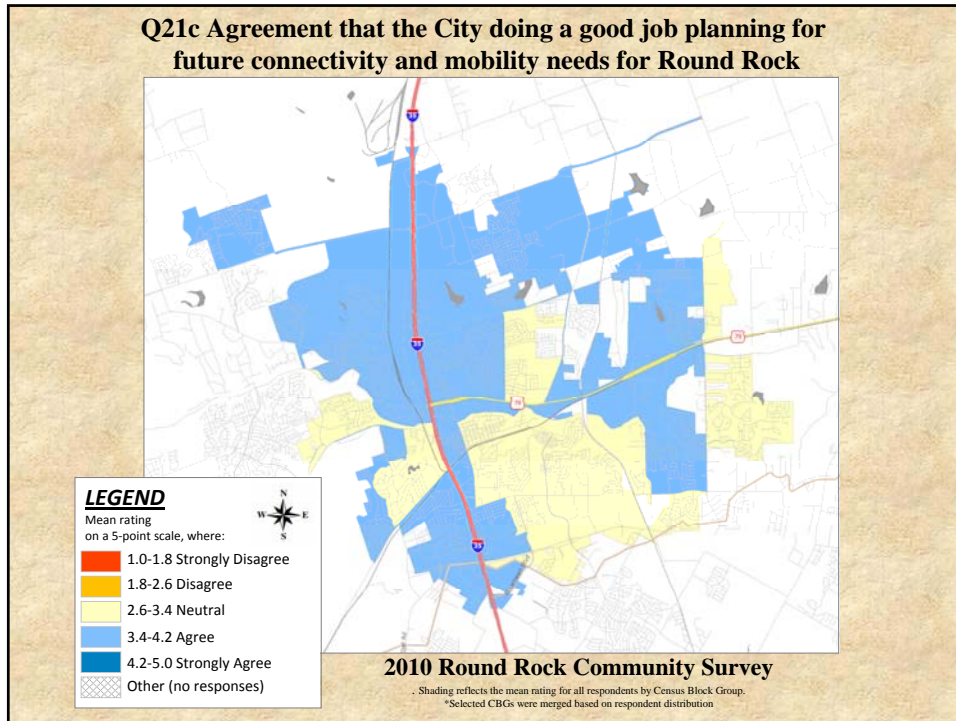 Q21c Agreement that the City doing a good job planning for
future connectivity and mobility needs for Round Rock
35
35
79
79
35
LEGEND
Mean rating
on a 5-point scale, where:
N
W E
S
1.0-1.8 Strongly Disagree
1.8-2.6 Disagree
2.6-3.4 Neutral
3.4-4.2 Agree
4.2-5.0 Strongly Agree
Other (no responses)
2010 Round Rock Community Survey
. Shading reflects the mean rating for all respondents by Census Block Group.
*Selected CBGs were merged based on respondent distribution